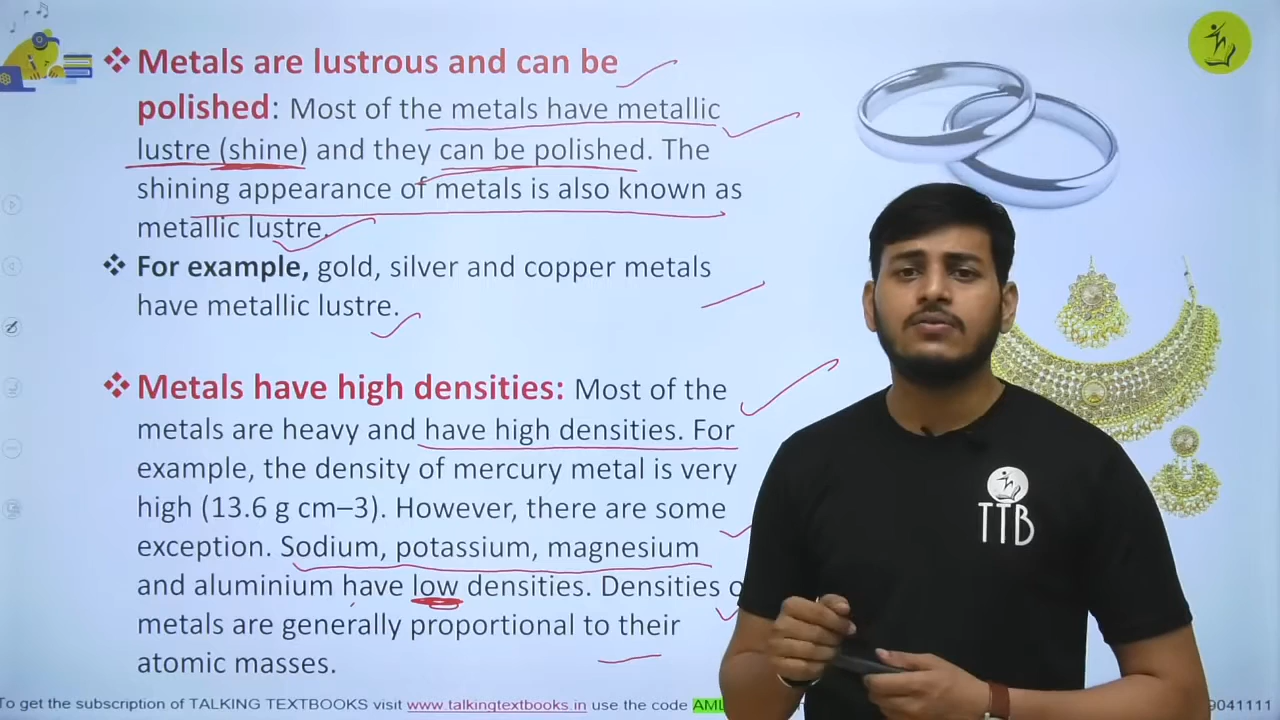 ❖ Metals are lustrous and can be
polished: Most of the metals have metallic
lustre (shine) and they can be polished. The
shining appearance of metals is also known as
metallic lustre.
❖ For example, gold, silver and copper metals
have metallic lustre.
❖ Metals have high densities: Most of the
metals are heavy and have high densities. For
example, the density of mercury metal is very
high (13.6 g cm–3). However, there are some
exception. Sodium, potassium, magnesium
and aluminium have low densities. Densities o
metals are generally proportional to their
atomic masses.
TTB
To get the subscription of TALKING TEXTBOOKS visit www.talkingtextbooks.in use the code AML 9041111